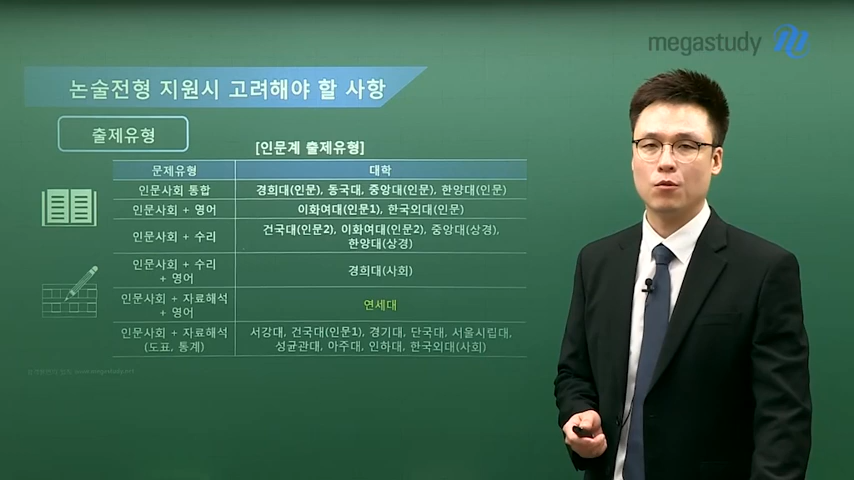 megastudy
논술전형 지원시 고려해야 할 사항
출제유형
[인문계 출제유형]
문제유형 대학
인문사회 통합 경희대(인문), 동국대, 중앙대(인문), 한양대(인문)
인문사회 + 영어 이화여대(인문1), 한국외대(인문)
인문사회 + 수리 건국대(인문2), 이화여대(인문2), 중앙대(상경),
한양대(상경)
인문사회 + 수리
+ 영어 경희대(사회)
인문사회 + 자료해석
+ 영어 연세대
인문사회 + 자료해석 서강대, 건국대(인문1), 경기대, 단국대, 서울시립대,
(도표, 통계) 성균관대, 아주대, 인하대, 한국외대(사회)